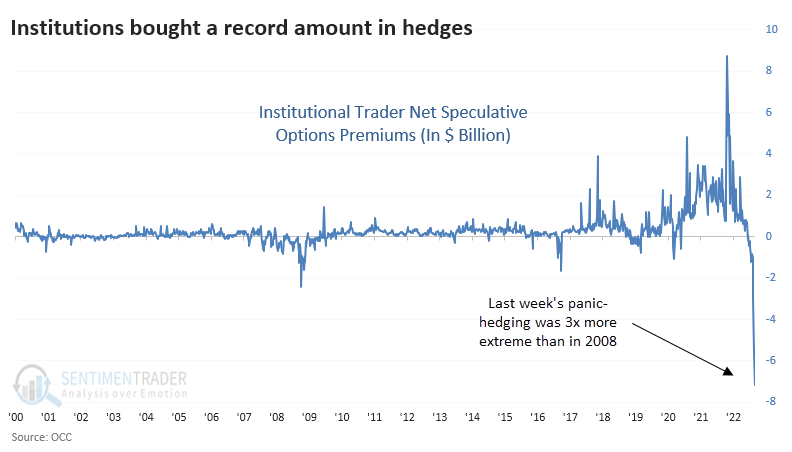 Institutions bought a record amount in hedges
Institutional Trader Net Speculative
Options Premiums (In $ Billion)
10
8
6
4
2
0
-2
-4
-6
-8
Last week's panic-
hedging was 3x more
extreme than in 2008
SENTIMENTRADER
Analysis over Emotion
'00 '01 '02 '03 '04 '05 '06 '07 '08 '09 '10 '11 '12 '13 '14 '15 '16 '17 '18 '19 '20 '21 '22
Source: OCC